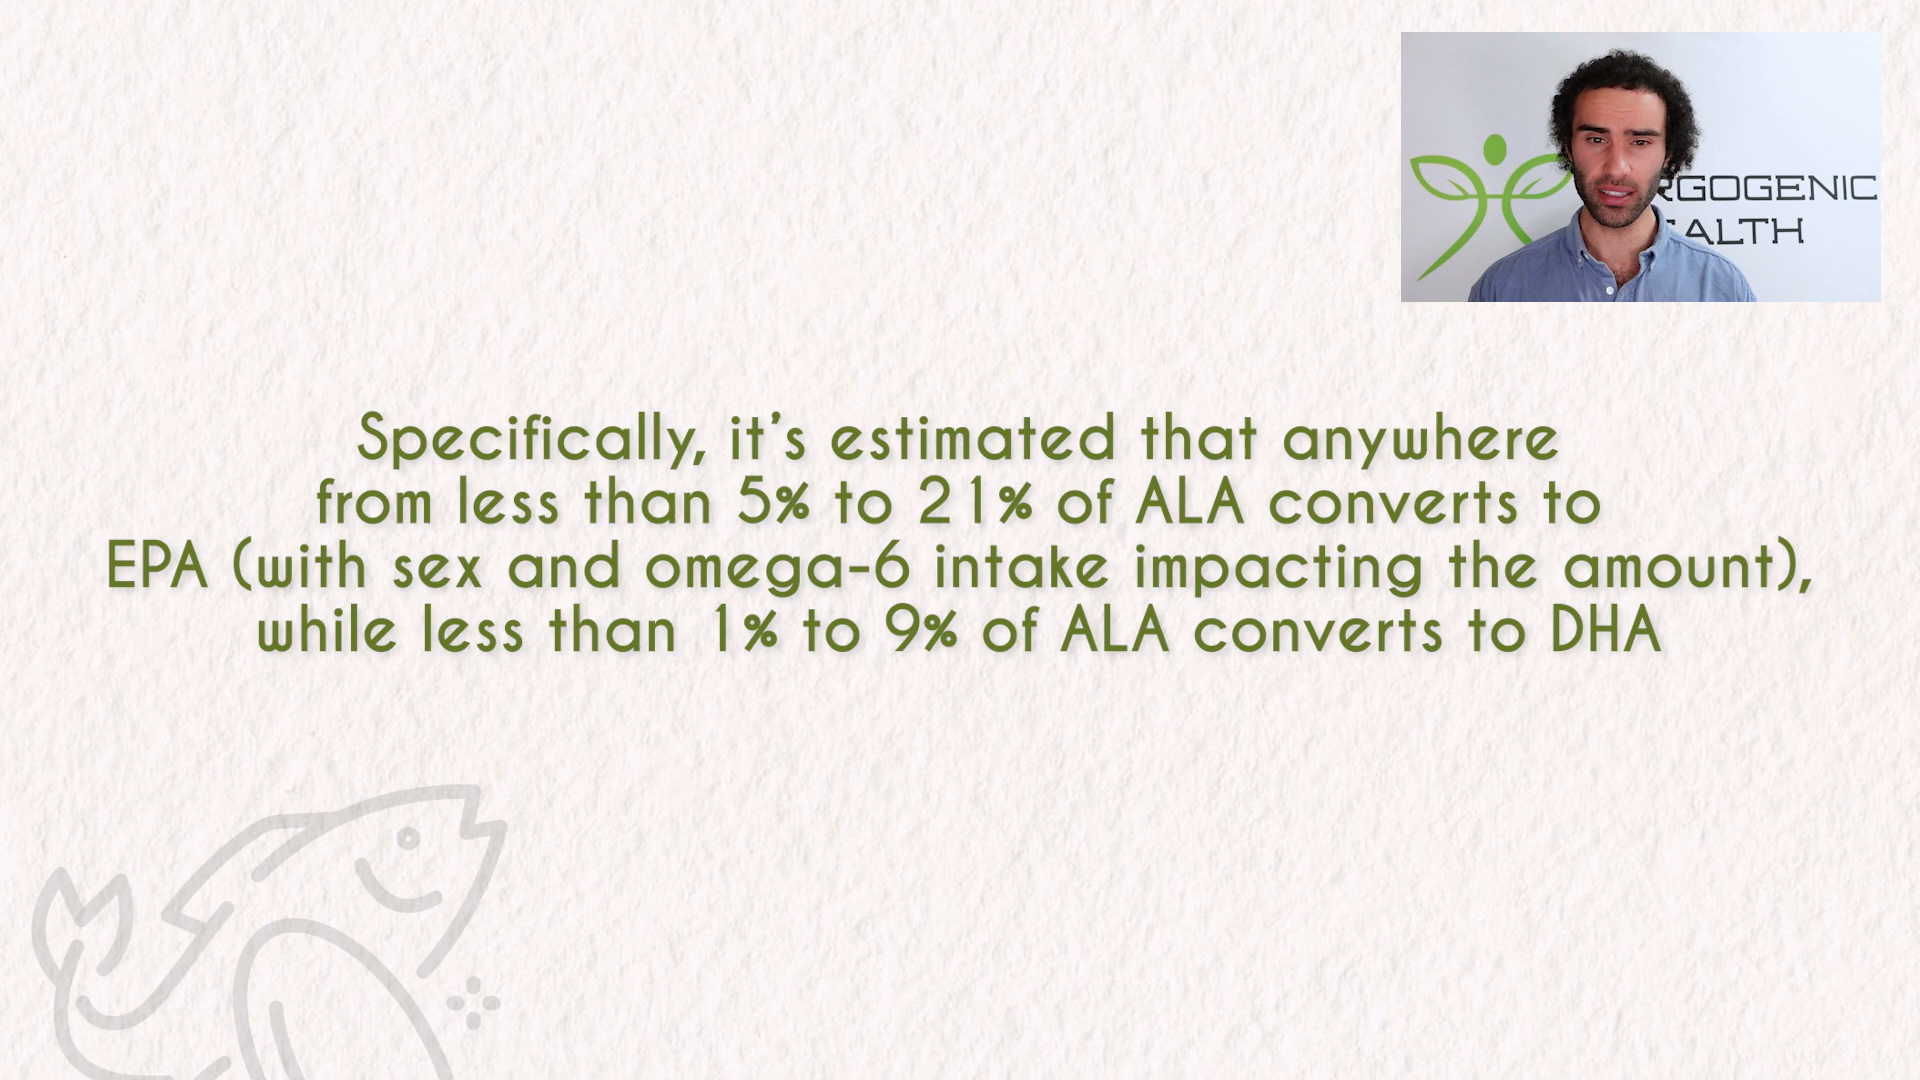 RGOGENIC
ALTH
Specifically, it's estimated that anywhere
from less than 5% to 21% of ALA converts to
EPA (with sex and omega-6 intake impacting the amount),
while less than 1% to 9% of ALA converts to DHA